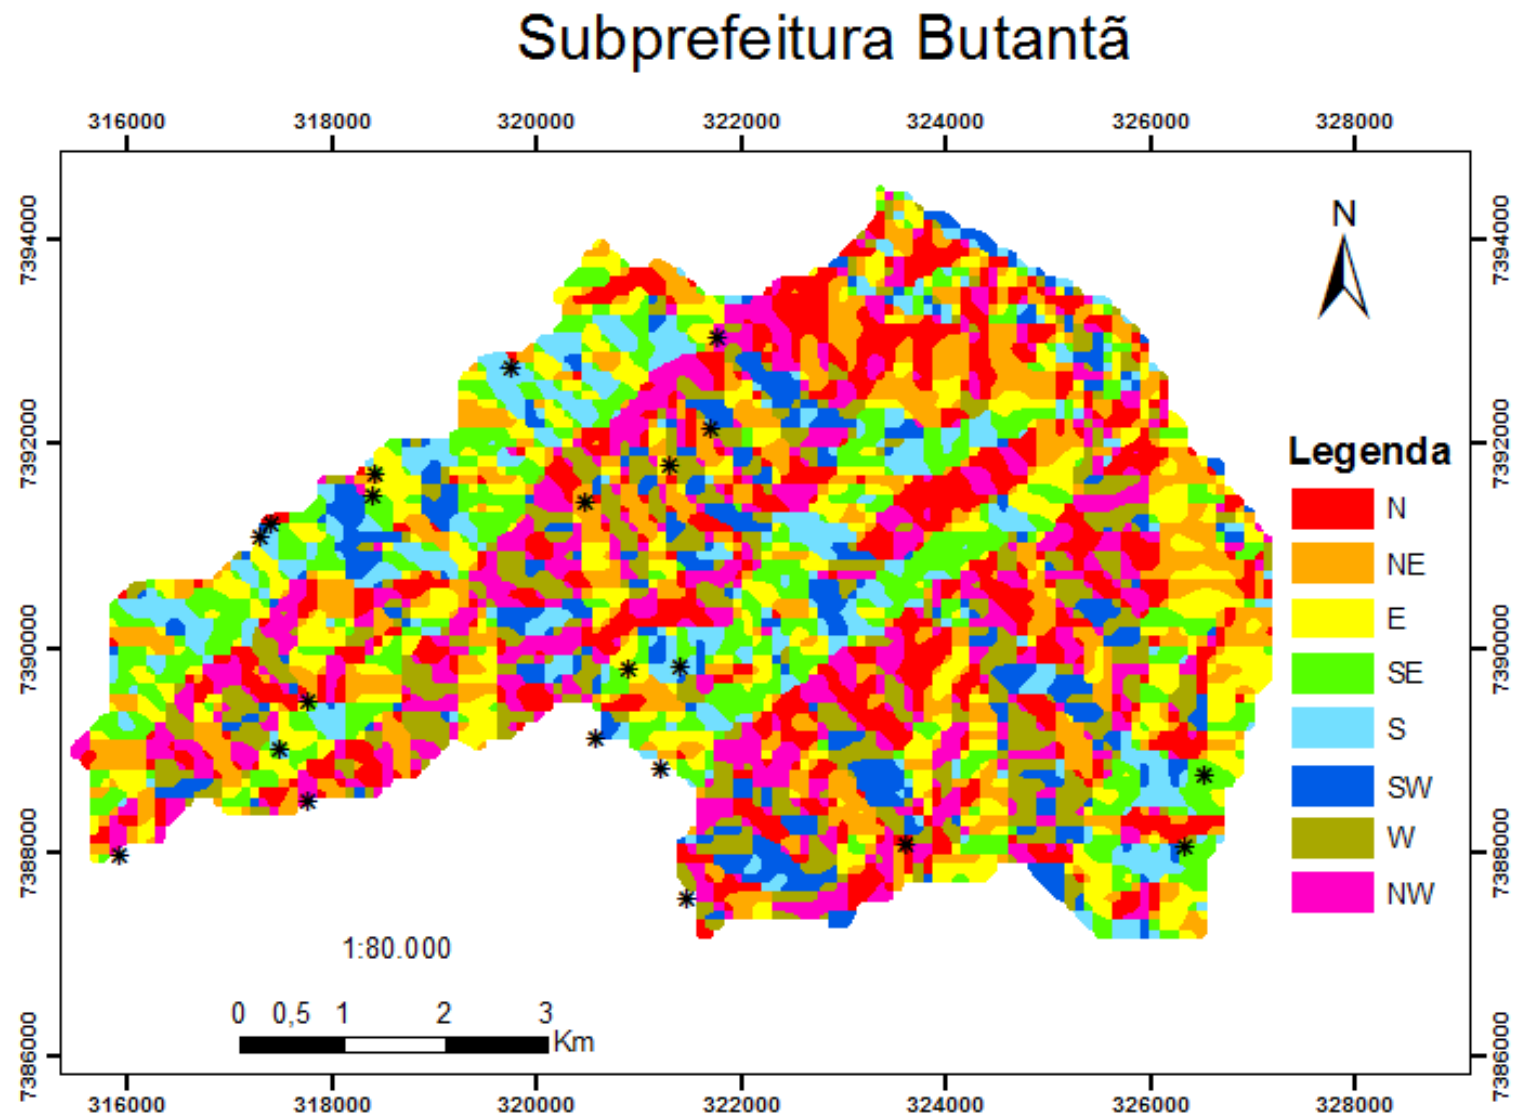 Subprefeitura Butantã
316000 318000 320000 322000 324000 326000 328000
7394000 7394000
N
7392000 7392000
Legenda
N
NE
E
SE
S
SW
W
NW
7390000 7390000
7388000 7388000
1:80.000
0 0,5 1 2 3
Km
7386000 7386000
316000 318000 320000 322000 324000 326000 328000